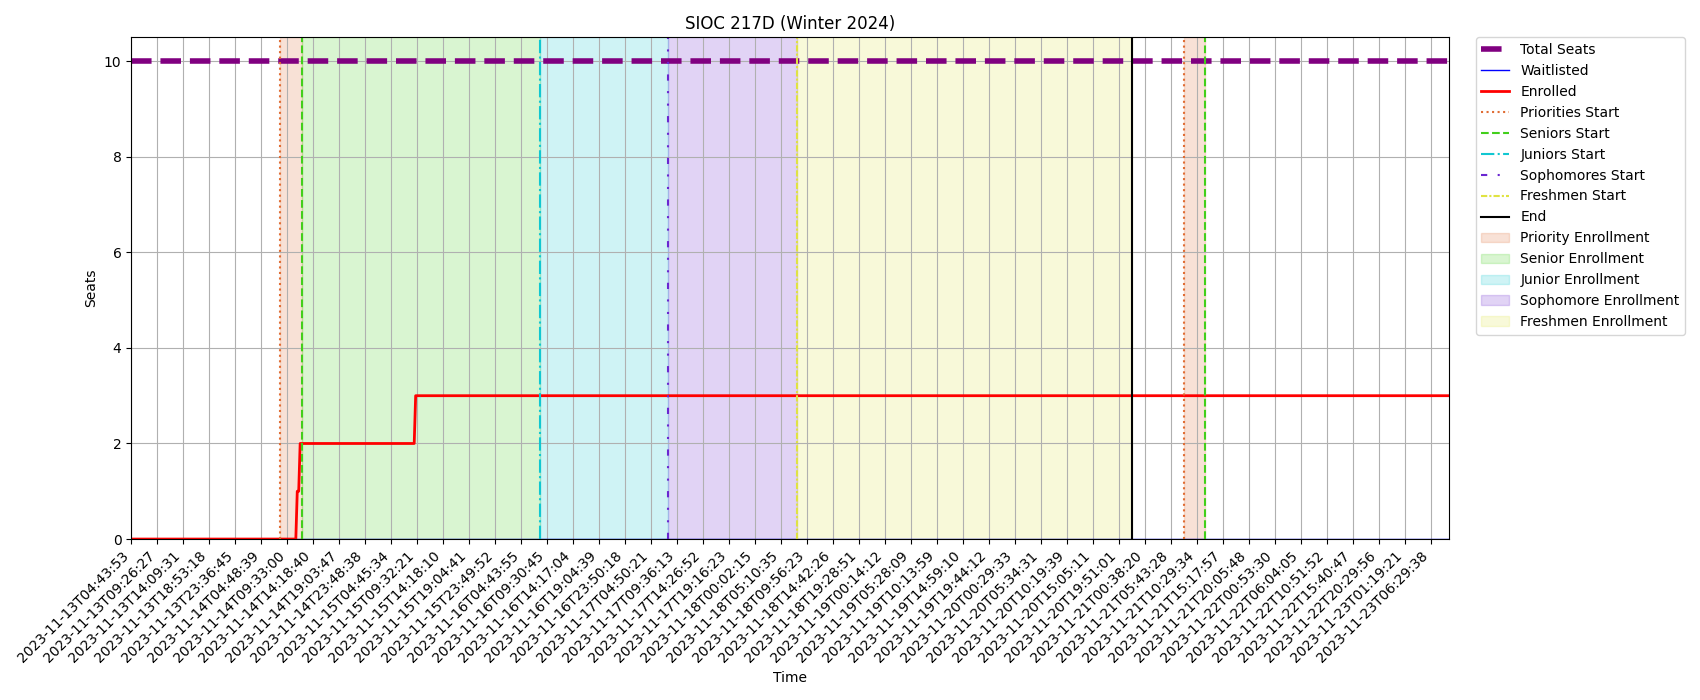 SIOC 217D (Winter 2024)
10
8
6
4
2
0
Seats
2023-11-13T04:43:53
2023-11-13T09:26:27
2023-11-13T14:09:31
2023-11-13T18:53:18
2023-11-13T23:36:45
2023-11-14T04:48:39
2023-11-14T09:33:00
2023-11-14T14:18:40
2023-11-14T19:03:47
2023-11-14T23:48:38
2023-11-15T04:45:34
2023-11-15T09:32:21
2023-11-15T14:18:10
2023-11-15T19:04:41
2023-11-15T23:49:52
2023-11-16T04:43:55
2023-11-16T09:30:45
2023-11-16T14:17:04
2023-11-16T19:04:39
2023-11-16T23:50:18
2023-11-17T04:50:21
2023-11-17T09:36:13
2023-11-17T14:26:52
2023-11-17T19:16:23
2023-11-18T00:02:15
2023-11-18T05:10:35
2023-11-18T09:56:23
2023-11-18T14:42:26
2023-11-18T19:28:51
2023-11-19T00:14:12
2023-11-19T05:28:09
2023-11-19T10:13:59
2023-11-19T14:59:10
2023-11-19T19:44:12
2023-11-20T00:29:33
2023-11-20T05:34:31
2023-11-20T10:19:39
2023-11-20T15:05:11
2023-11-20T19:51:01
2023-11-21T00:38:20
2023-11-21T05:43:28
2023-11-21T10:29:34
2023-11-21T15:17:57
2023-11-21T20:05:48
2023-11-22T00:53:30
2023-11-22T06:04:05
2023-11-22T10:51:52
2023-11-22T15:40:47
2023-11-22T20:29:56
2023-11-23T01:19:21
2023-11-23T06:29:38
Time
Total Seats
Waitlisted
Enrolled
Priorities Start
Seniors Start
Juniors Start
Sophomores Start
Freshmen Start
End
Priority Enrollment
Senior Enrollment
Junior Enrollment
Sophomore Enrollment
Freshmen Enrollment